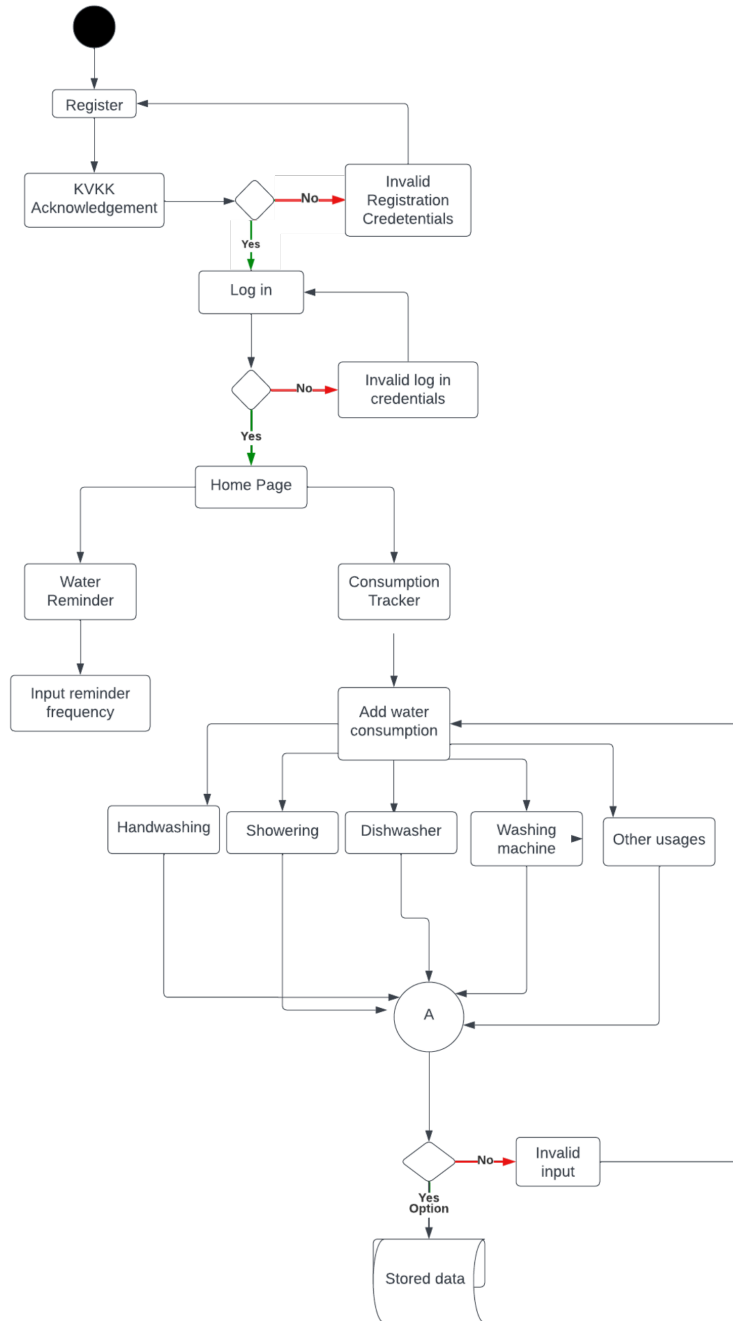 Register
KVKK
Acknowledgement
No
Invalid
Registration
Credetentials
Yes
Log in
No
Invalid log in
credentials
Yes
Home Page
Water
Reminder
Consumption
Tracker
Input reminder
frequency
Add water
consumption
Handwashing
Showering
Dishwasher
Washing
machine
Other usages
A
No
Invalid
input
Yes
Option
Stored data